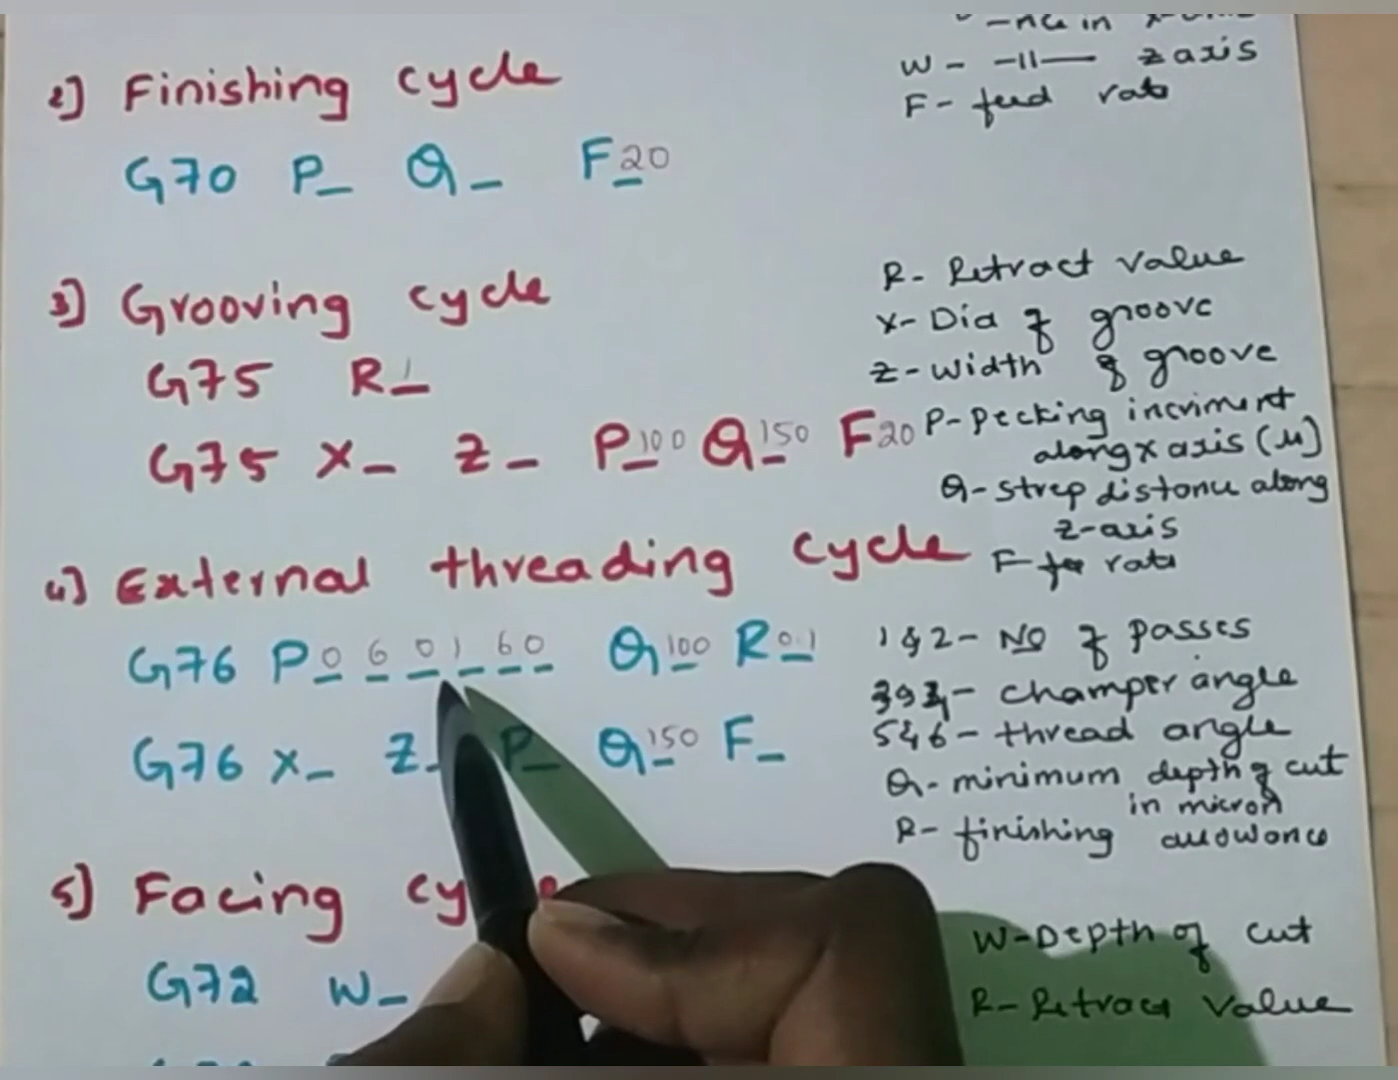 W - -11- z axis
F - feed rate
2] Finishing cycle
G70 P_ Q_ F20
3] Grooving cycle
G75 R1
G75 X_ Z_ P100 Q150 F20
R- Retract value
X- Dia of groove
Z- width of groove
P- pecking incriment
along x axis (μ)
Q- strep distance along
z-axis
F- rate
4] External threading cycle
G76 P 0 6 0 1 6 0 Q100 R0.1
G76 X_ Z_ P_ Q150 F_
1&2- No of passes
3&4- champer angle
5&6- thread angle
Q- minimum depth of cut
in micron
R- finishing allowance
5] Facing cy
G72 W_
W-Depth of cut
R- Retract value